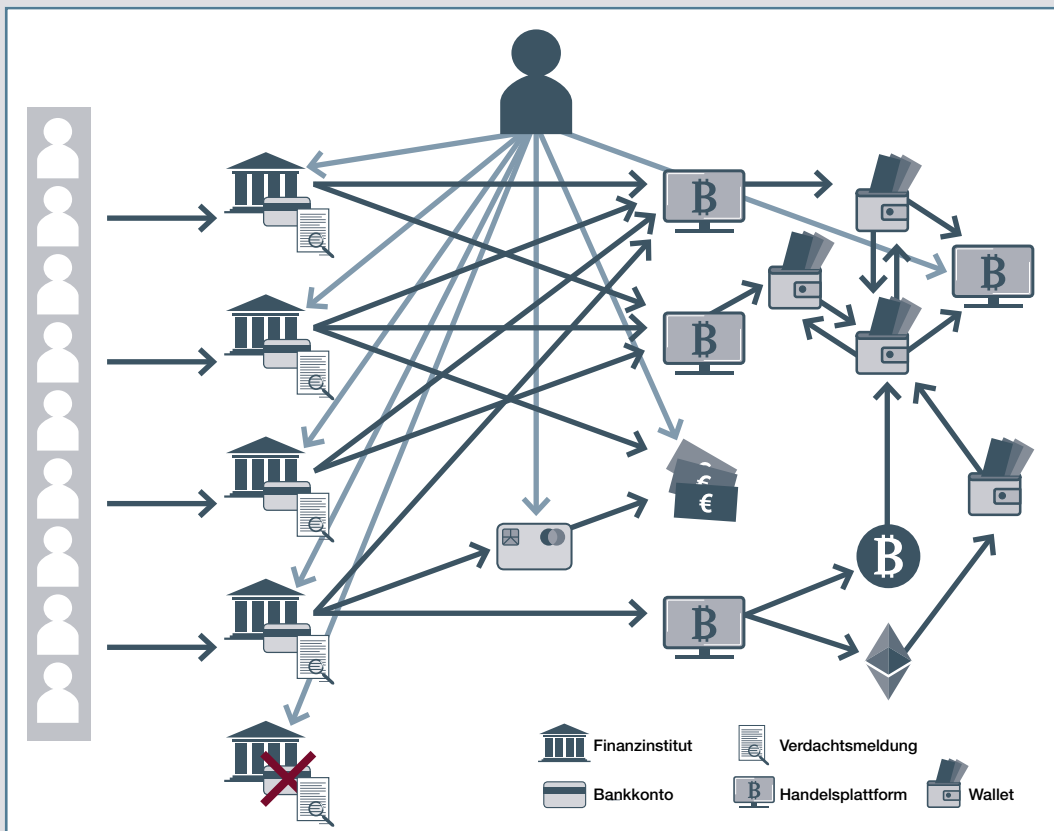 Finanzinstitut
Verdachtsmeldung
Bankkonto
Handelsplattform
Wallet